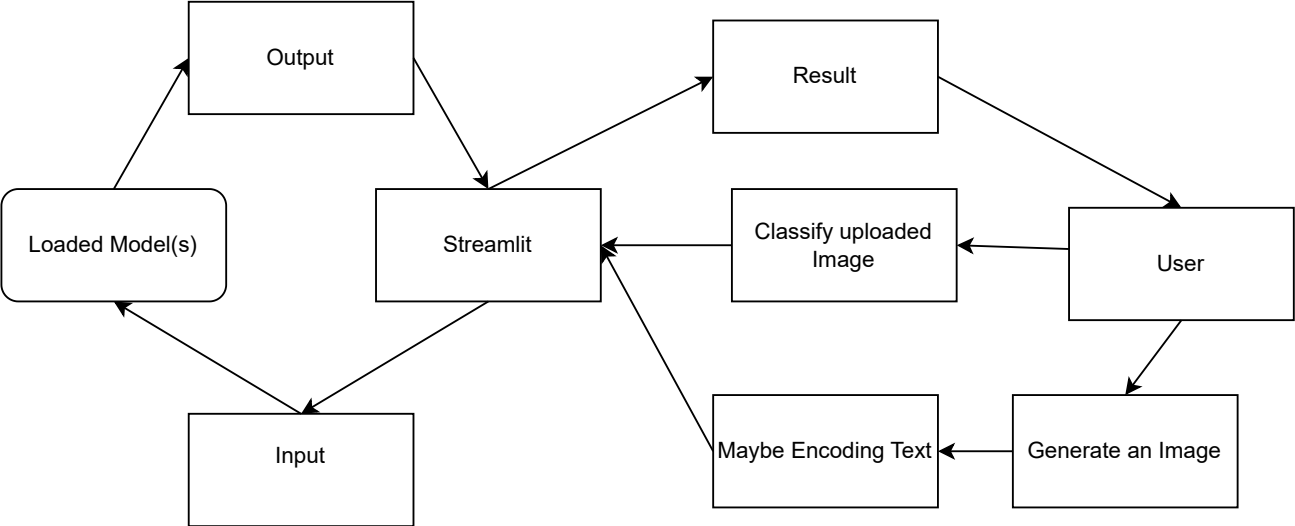 Output
Result
Loaded Model(s)
Streamlit
Classify uploaded
Image
User
Input
Maybe Encoding Text
Generate an Image